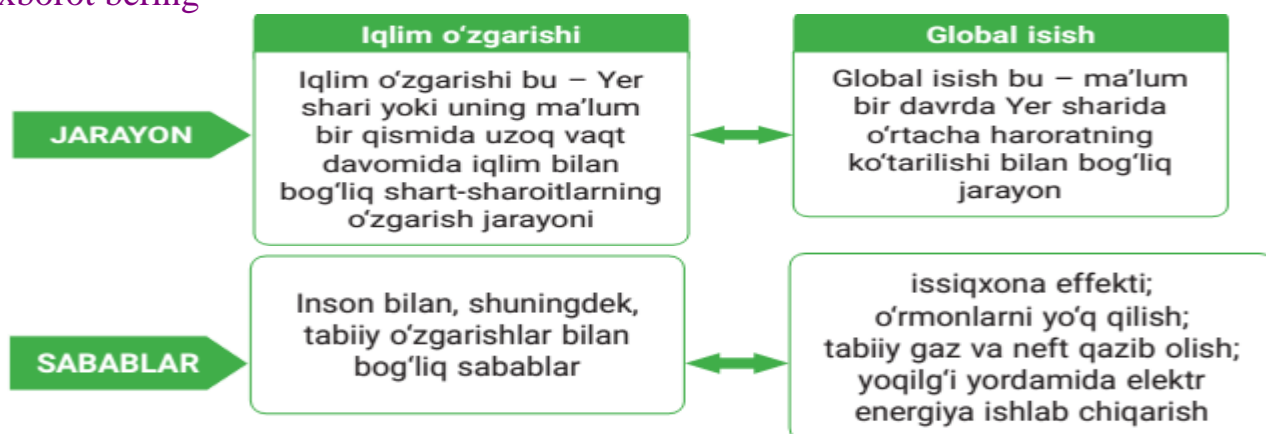 xborot bering
Iqlim o‘zgarishi
Global isish
JARAYON
Iqlim o‘zgarishi bu – Yer
shari yoki uning ma’lum
bir qismida uzoq vaqt
davomida iqlim bilan
bog‘liq shart-sharoitlarning
o‘zgarish jarayoni
Global isish bu – ma’lum
bir davrda Yer sharida
o‘rtacha haroratning
ko‘tarilishi bilan bog‘liq
jarayon
SABABLAR
Inson bilan, shuningdek,
tabiiy o‘zgarishlar bilan
bog‘liq sabablar
issiqxona effekti;
o‘rmonlarni yo‘q qilish;
tabiiy gaz va neft qazib olish;
yoqilg‘i yordamida elektr
energiya ishlab chiqarish